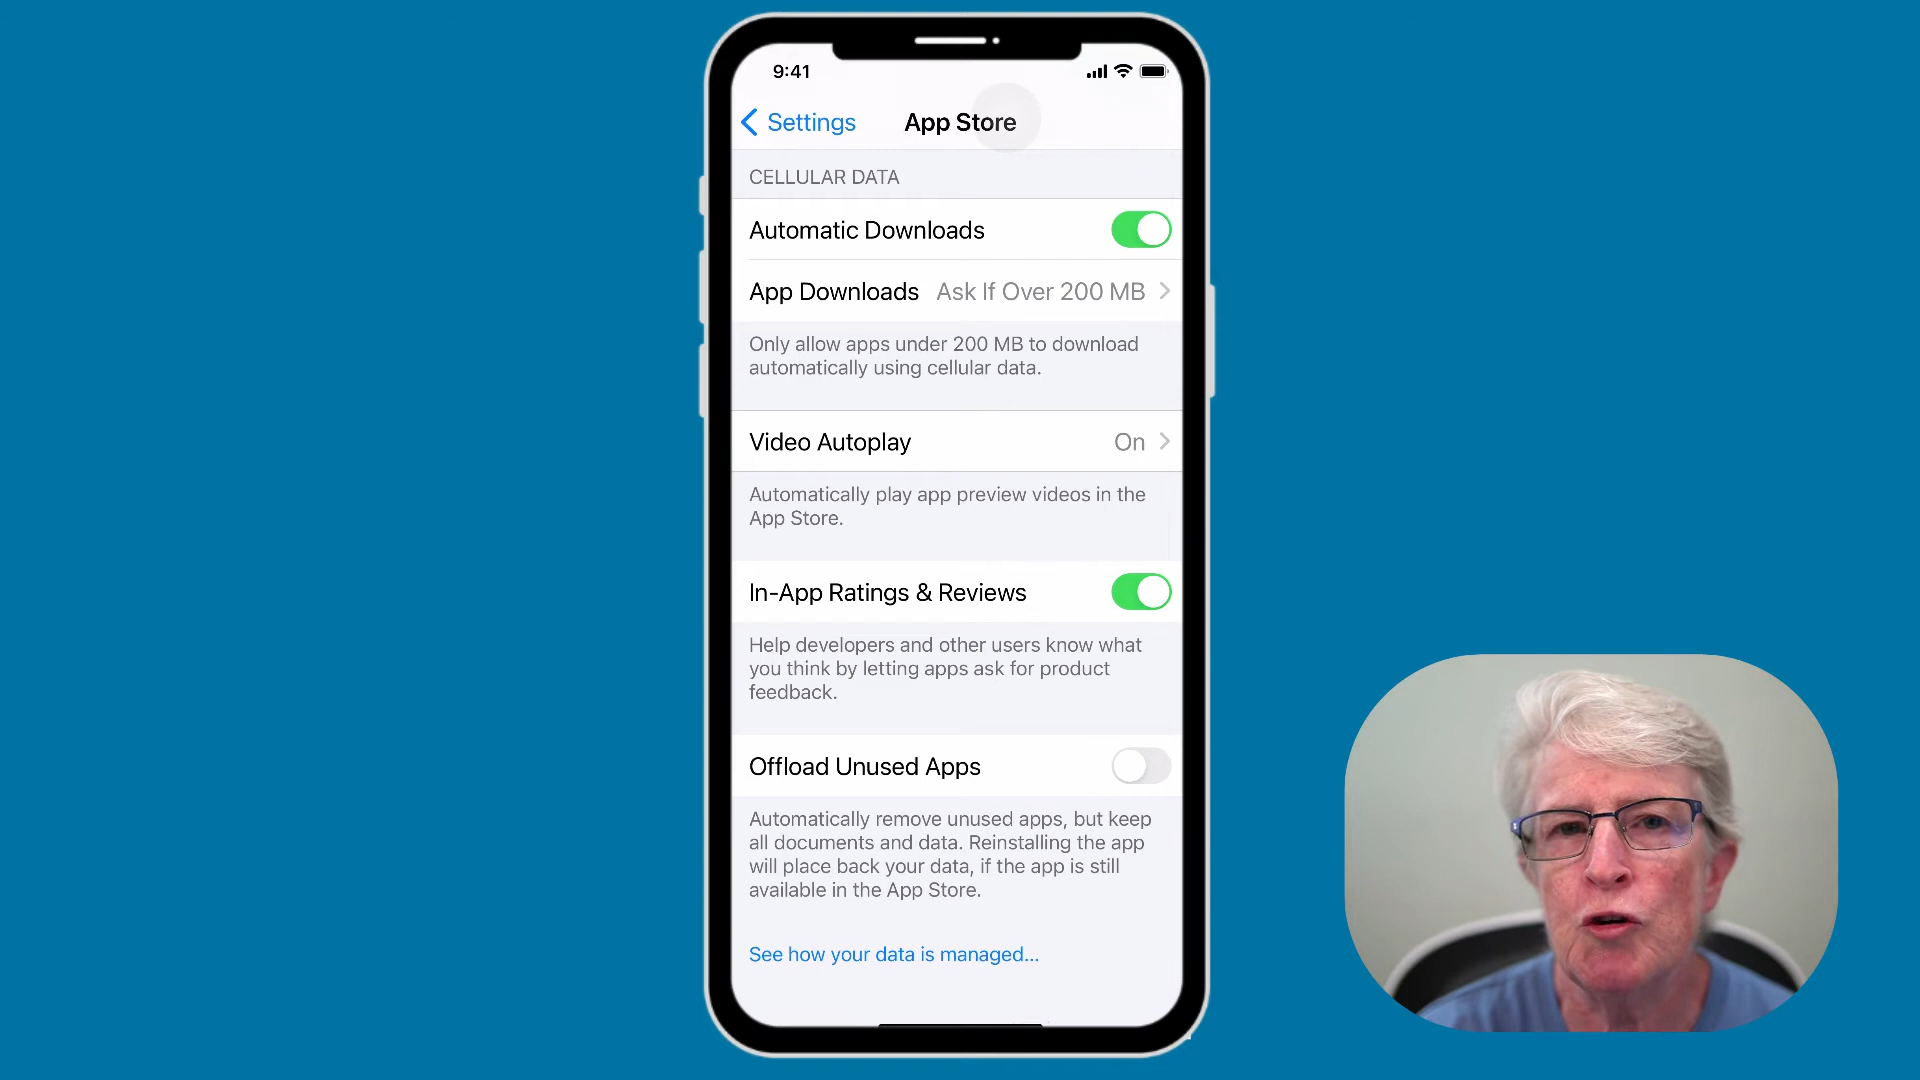 9:41
Settings
App Store
CELLULAR DATA
Automatic Downloads
App Downloads Ask If Over 200 MB
Only allow apps under 200 MB to download
automatically using cellular data.
Video Autoplay On
Automatically play app preview videos in the
App Store.
In-App Ratings & Reviews
Help developers and other users know what
you think by letting apps ask for product
feedback.
Offload Unused Apps
Automatically remove unused apps, but keep
all documents and data. Reinstalling the app
will place back your data, if the app is still
available in the App Store.
See how your data is managed...